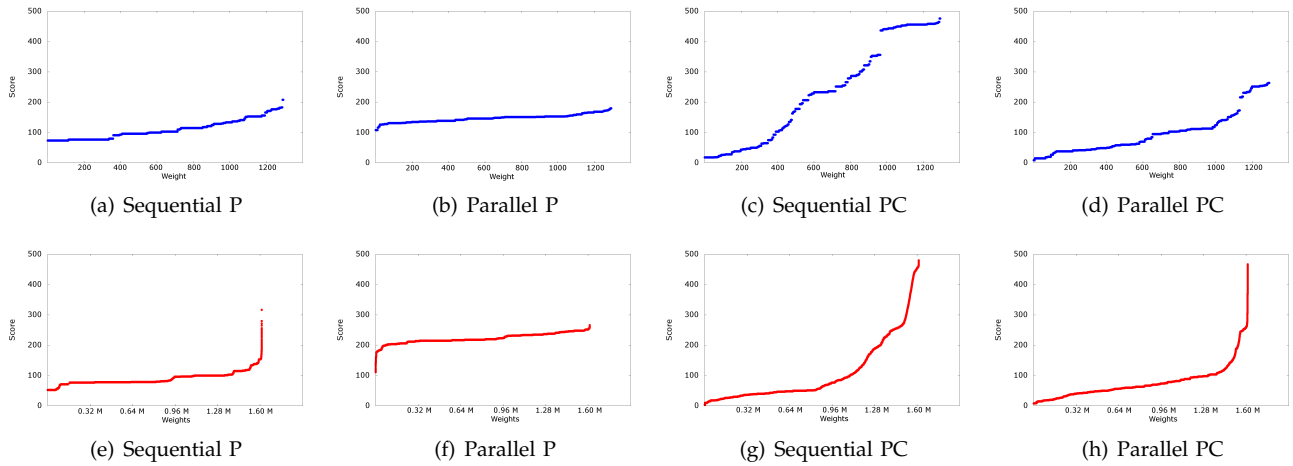 500
400
300
200
100
0
Score
200 400 600 800 1000 1200
Weight
(a) Sequential P
500
400
300
200
100
0
Score
200 400 600 800 1000 1200
Weight
(b) Parallel P
500
400
300
200
100
0
Score
200 400 600 800 1000 1200
Weight
(c) Sequential PC
500
400
300
200
100
0
Score
200 400 600 800 1000 1200
Weight
(d) Parallel PC
500
400
300
200
100
0
Score
0.32 M 0.64 M 0.96 M 1.28 M 1.60 M
Weights
(e) Sequential P
500
400
300
200
100
0
Score
0.32 M 0.64 M 0.96 M 1.28 M 1.60 M
Weights
(f) Parallel P
500
400
300
200
100
0
Score
0.32 M 0.64 M 0.96 M 1.28 M 1.60 M
Weights
(g) Sequential PC
500
400
300
200
100
0
Score
0.32 M 0.64 M 0.96 M 1.28 M 1.60 M
Weights
(h) Parallel PC